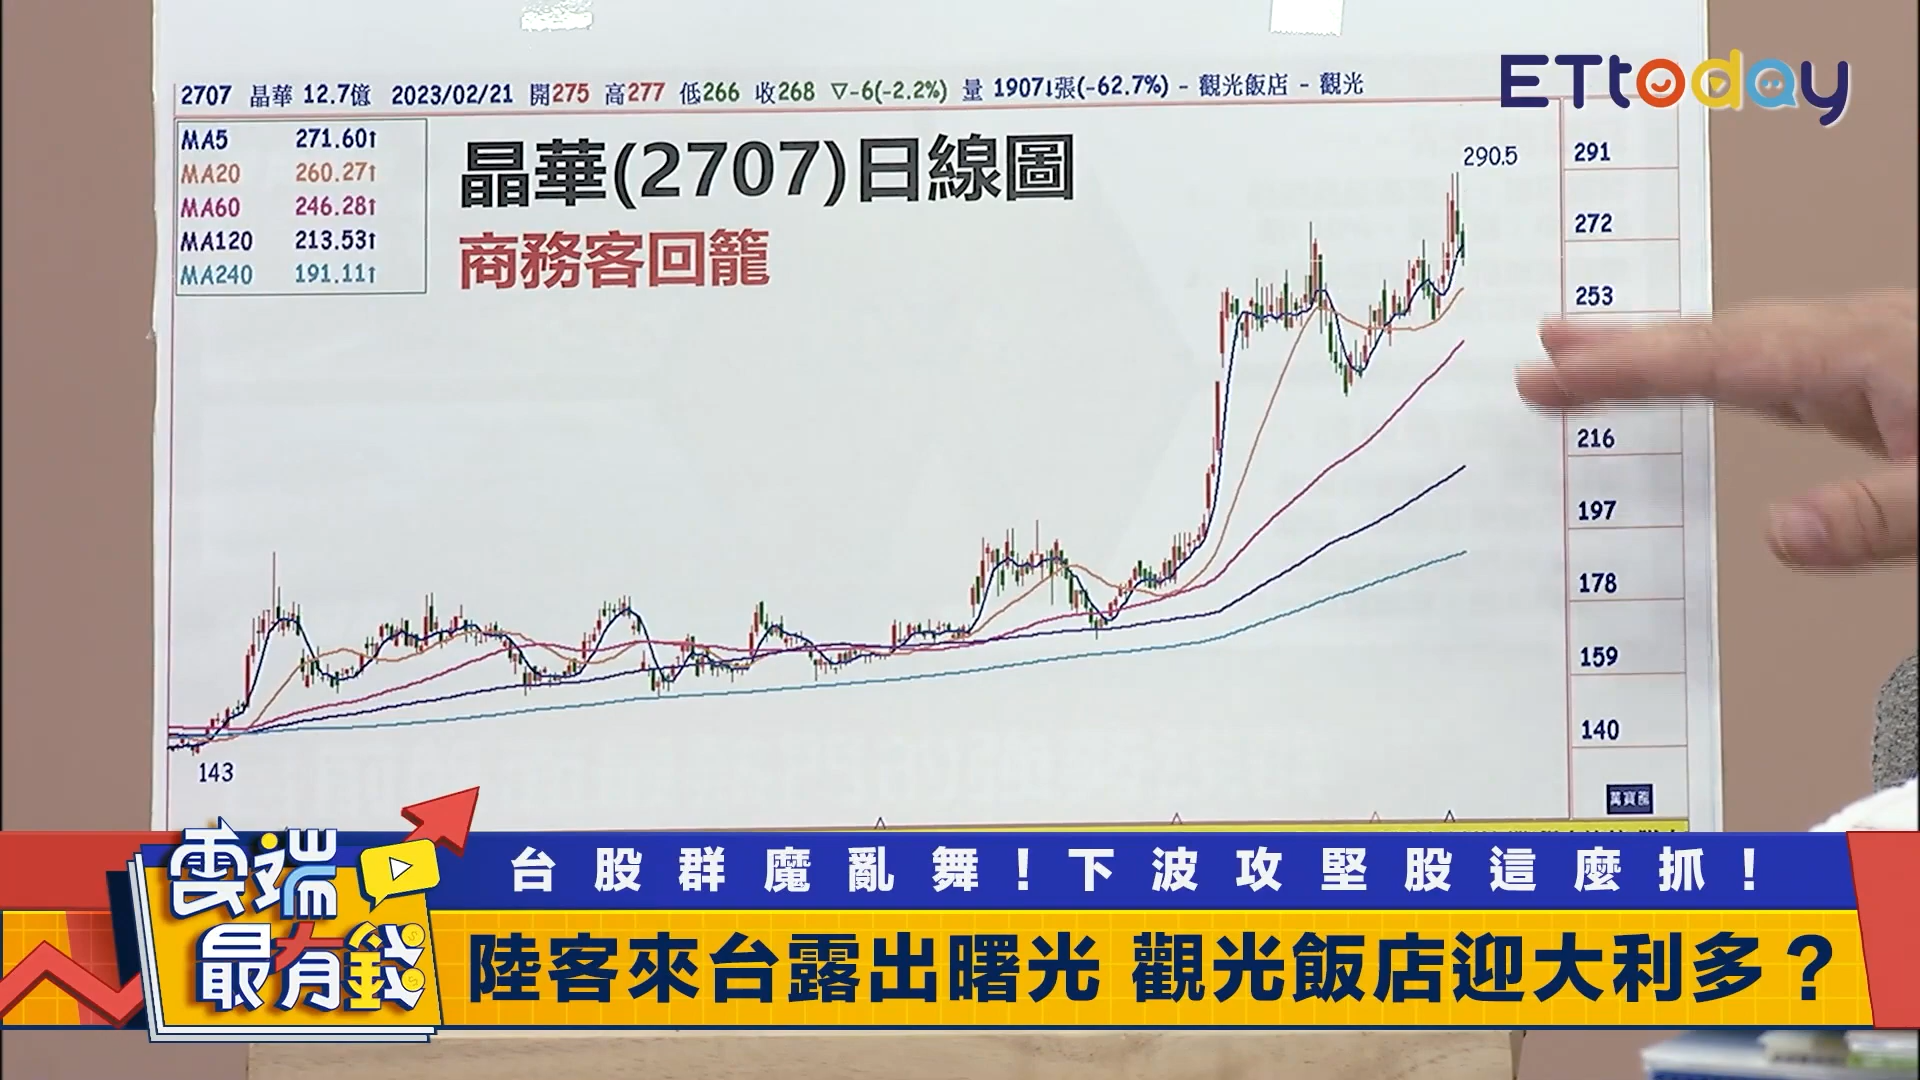 ETtoday
2707 晶華 12.7億 2023/02/21 開275 高277 低266 收268 ▽-6(-2.2%) 量 1907↓張(-62.7%) - 觀光飯店 - 觀光
MA5 271.60↑
MA20 260.27↑
MA60 246.28↑
MA120 213.53↑
MA240 191.11↑
晶華(2707)日線圖
商務客回籠
290.5
291
272
253
216
197
178
159
140
143
萬寶龍
台股群魔亂舞!下波攻堅股這麼抓!
雲端最有錢
陸客來台露出曙光 觀光飯店迎大利多?